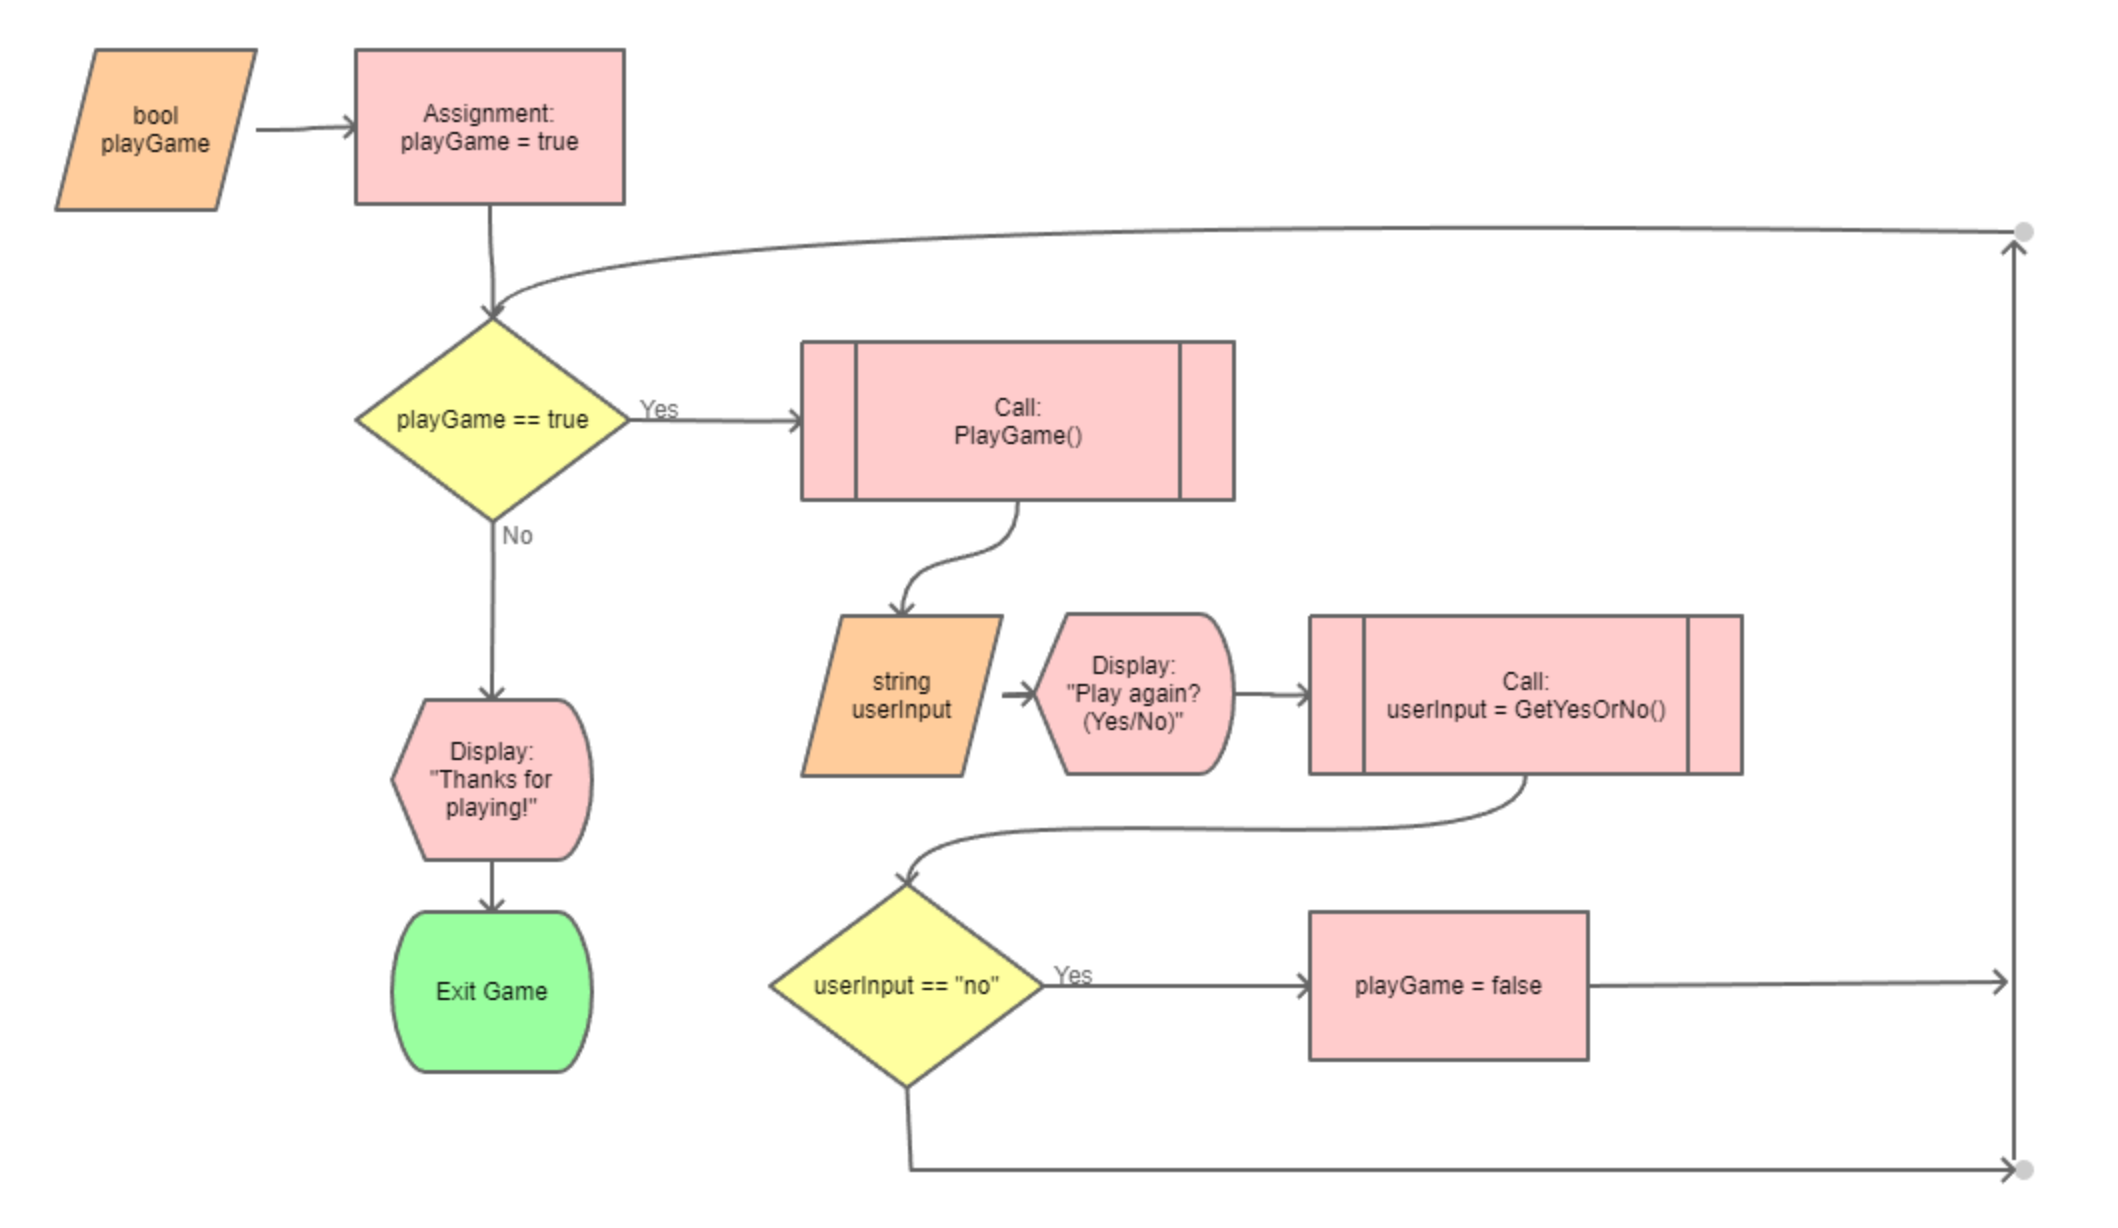 bool
playGame
Assignment:
playGame = true
playGame == true
Yes
Call:
PlayGame()
No
string
userInput
Display:
"Play again?
(Yes/No)"
Call:
userInput = GetYesOrNo()
Display:
"Thanks for
playing!"
Exit Game
userInput == "no"
Yes
playGame = false